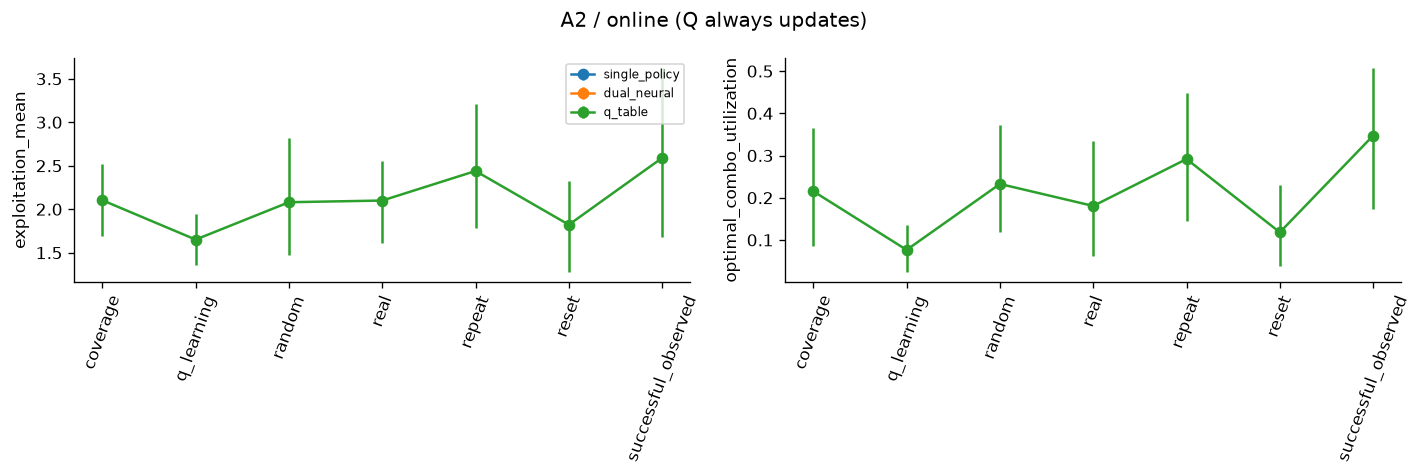 A2 / online (Q always updates)
exploitation_mean
3.5
3.0
2.5
2.0
1.5
single_policy
dual_neural
q_table
coverage
q_learning
random
real
repeat
reset
successful_observed
optimal_combo_utilization
0.5
0.4
0.3
0.2
0.1
coverage
q_learning
random
real
repeat
reset
successful_observed